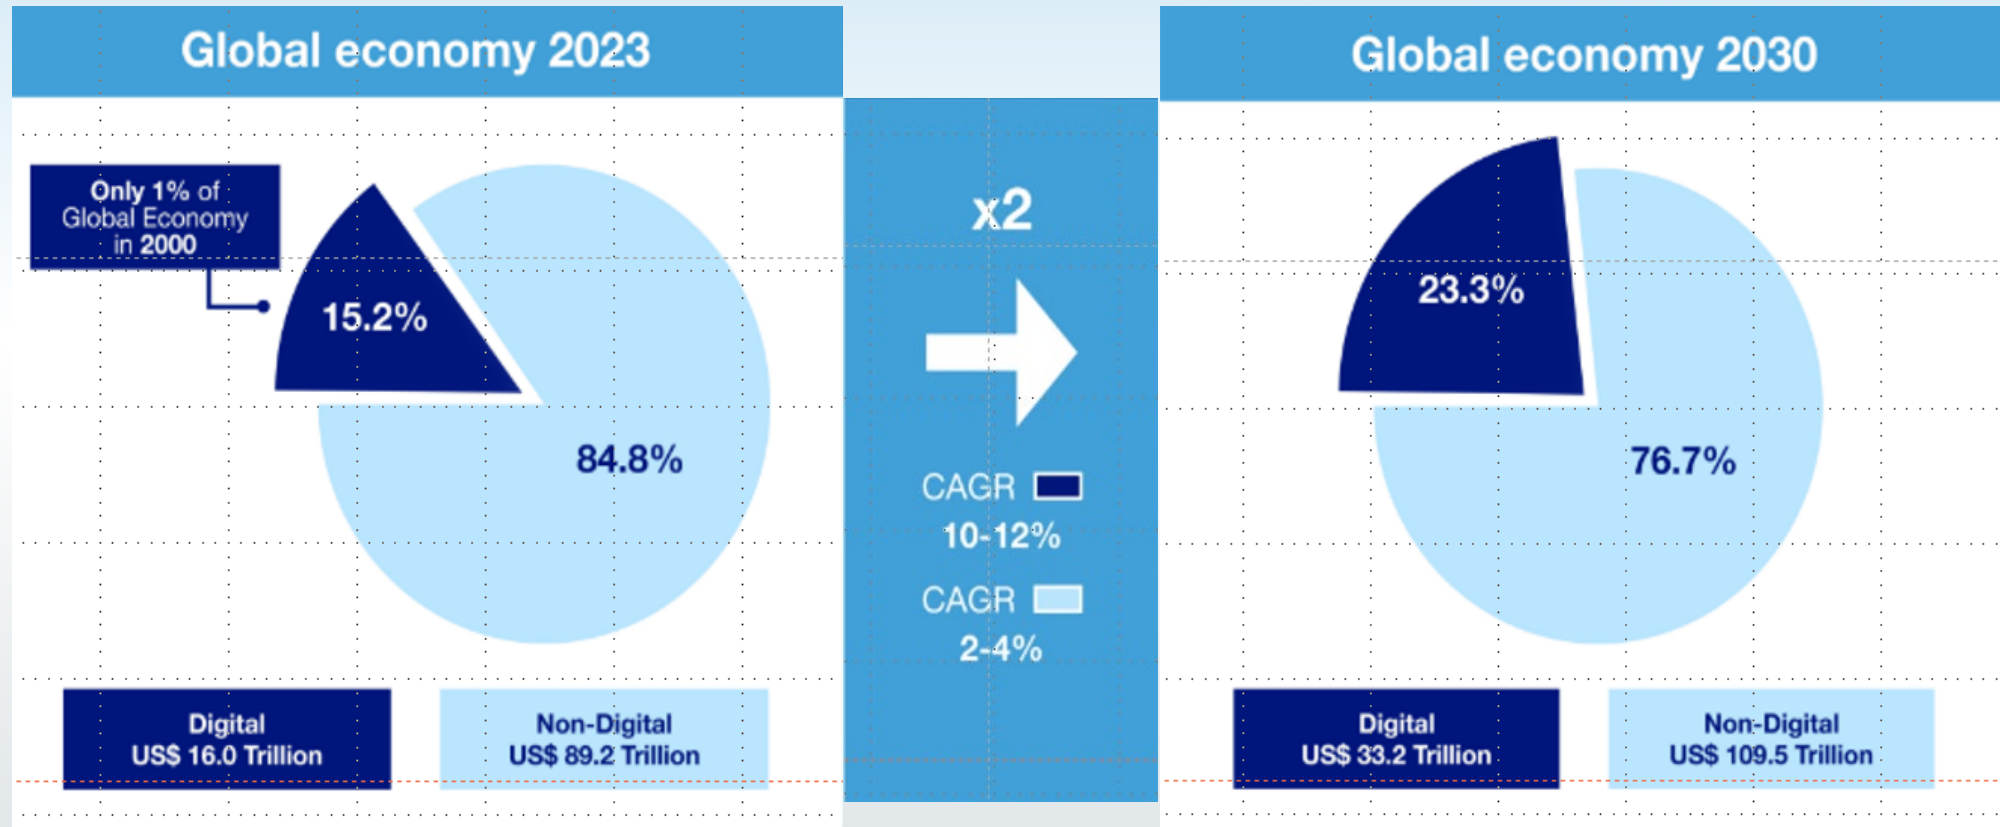 Global economy 2023
Only 1% of
Global Economy
in 2000
15.2%
84.8%
Digital
US$ 16.0 Trillion
Non-Digital
US$ 89.2 Trillion
x2
CAGR
10-12%
CAGR
2-4%
Global economy 2030
23.3%
76.7%
Digital
US$ 33.2 Trillion
Non-Digital
US$ 109.5 Trillion